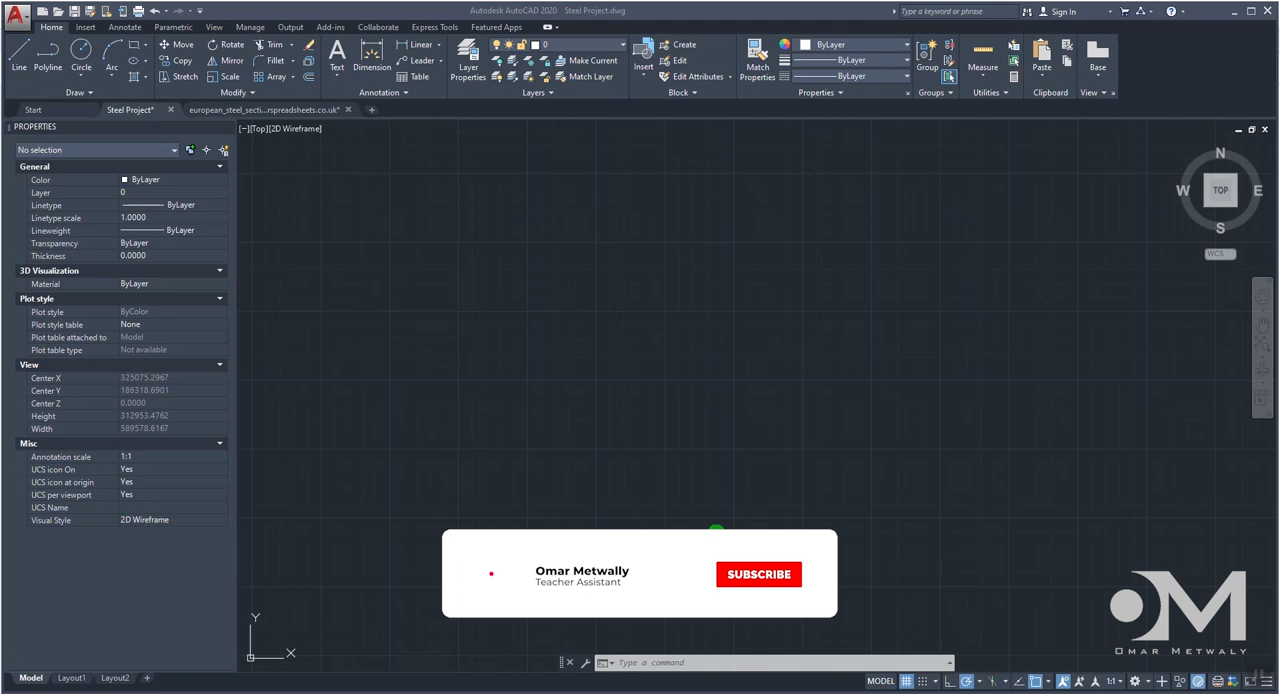 Autodesk AutoCAD 2020 Steel Project.dwg
Type a keyword or phrase
Sign In
Home Insert Annotate Parametric View Manage Output Add-ins Collaborate Express Tools Featured Apps
Line Polyline Circle Arc
Move Rotate Trim
Copy Mirror Fillet
Stretch Scale Array
Text Dimension
Linear
Leader
Table
Layer Properties
0
Make Current
Match Layer
Insert
Create
Edit
Edit Attributes
Match Properties
ByLayer
ByLayer
ByLayer
Group
Measure
Paste
Base
Draw Modify Annotation Layers Block Properties Groups Utilities Clipboard View
Start Steel Project* european_steel_secti...rspreadsheets.co.uk*
PROPERTIES
[−][Top][2D Wireframe]
No selection
General
Color ByLayer
Layer 0
Linetype ByLayer
Linetype scale 1.0000
Lineweight ByLayer
Transparency ByLayer
Thickness 0.0000
3D Visualization
Material ByLayer
Plot style
Plot style ByColor
Plot style table None
Plot table attached to Model
Plot table type Not available
View
Center X 325075.2967
Center Y 186318.6901
Center Z 0.0000
Height 312953.4762
Width 589578.6167
Misc
Annotation scale 1:1
UCS icon On Yes
UCS icon at origin Yes
UCS per viewport Yes
UCS Name
Visual Style 2D Wireframe
N
W TOP E
S
WCS
Omar Metwally
Teacher Assistant
SUBSCRIBE
OM
OMAR METWALY
Y
X
Type a command
Model Layout1 Layout2
MODEL 1:1